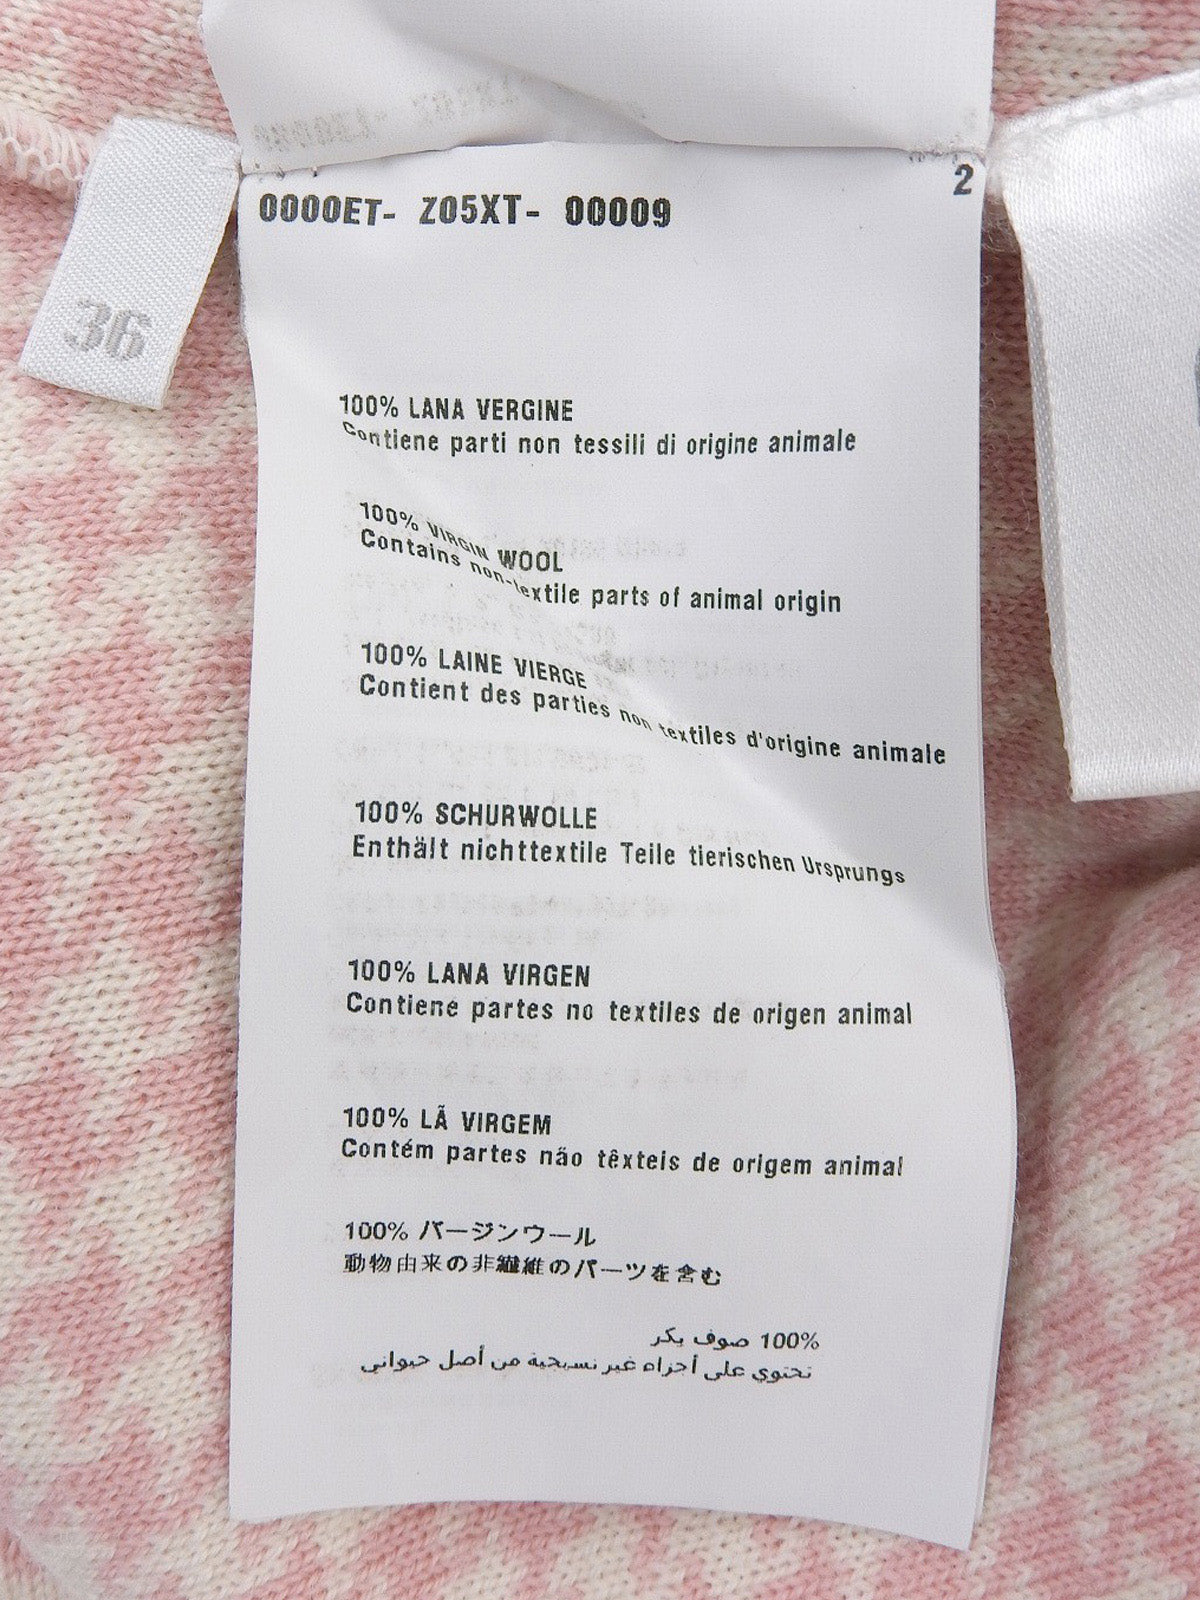 2
0000ET- Z05XT- 00009
36
100% LANA VERGINE
Contiene parti non tessili di origine animale
100% VIRGIN WOOL
Contains non-textile parts of animal origin
100% LAINE VIERGE
Contient des parties non textiles d'origine animale
100% SCHURWOLLE
Enthält nichttextile Teile tierischen Ursprungs
100% LANA VIRGEN
Contiene partes no textiles de origen animal
100% LÃ VIRGEM
Contém partes não têxteis de origem animal
100% バージンウール
動物由来の非繊維のパーツを含む
100% صوف بكر
تحتوي على أجزاء غير نسيجية من أصل حيواني